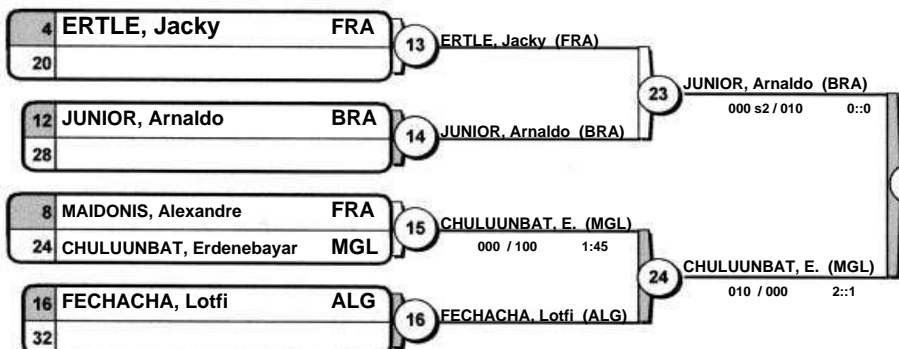 4 ERTLE, Jacky FRA
20
13 ERTLE, Jacky (FRA)
12 JUNIOR, Arnaldo BRA
28
14 JUNIOR, Arnaldo (BRA)
23 JUNIOR, Arnaldo (BRA)
000 s2 / 010 0::0
8 MAIDONIS, Alexandre FRA
24 CHULUUNBAT, Erdenebayar MGL
15 CHULUUNBAT, E. (MGL)
000 / 100 1:45
16 FECHACHA, Lotfi ALG
32
16 FECHACHA, Lotfi (ALG)
24 CHULUUNBAT, E. (MGL)
010 / 000 2::1